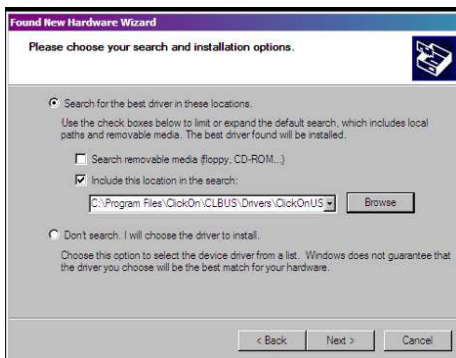 Found New Hardware Wizard
Please choose your search and installation options.
Search for the best driver in these locations.
Use the check boxes below to limit or expand the default search, which includes local
paths and removable media. The best driver found will be installed.
Search removable media (floppy, CD-ROM...)
Include this location in the search:
C:\Program Files\ClickOn\CLBUS\Drivers\ClickOnUS
Browse
Don't search. I will choose the driver to install.
Choose this option to select the device driver from a list. Windows does not guarantee that
the driver you choose will be the best match for your hardware.
< Back Next > Cancel